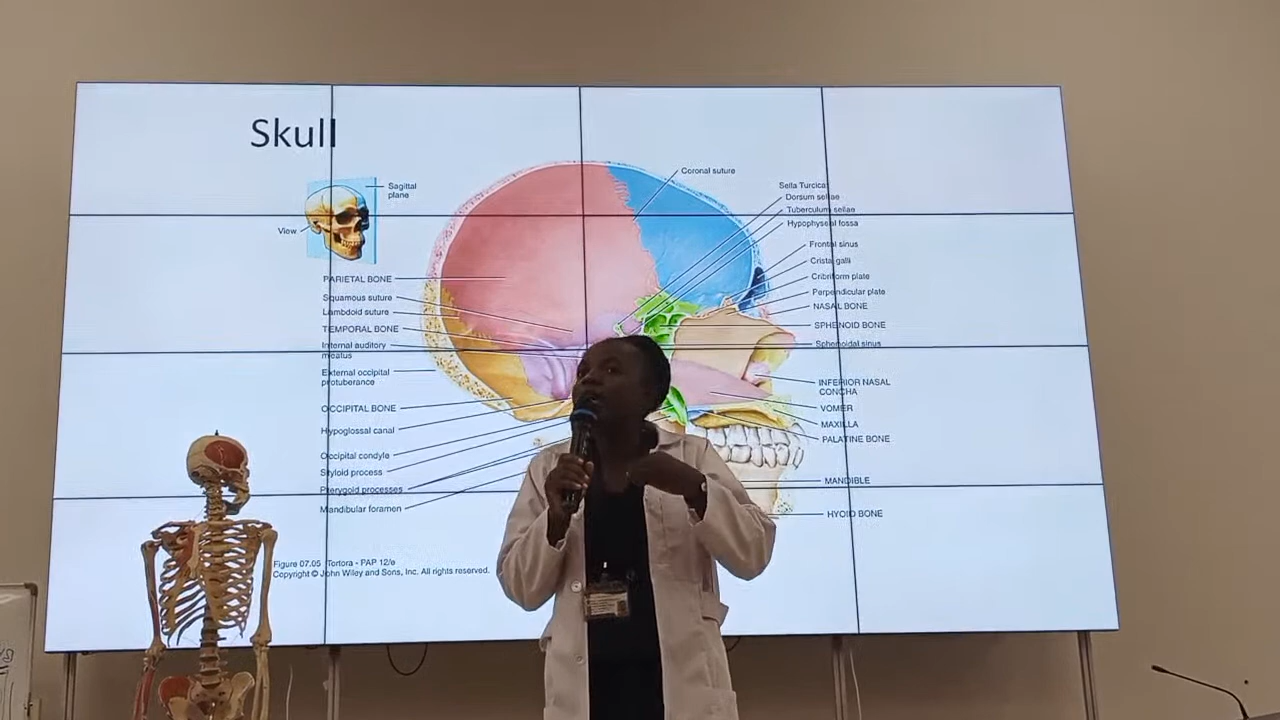 Skull
Sagittal
plane
View
PARIETAL BONE
Squamous suture
Lambdoid suture
TEMPORAL BONE
Internal auditory
meatus
External occipital
protuberance
OCCIPITAL BONE
Hypoglossal canal
Occipital condyle
Styloid process
Pterygoid processes
Mandibular foramen
Coronal suture
Sella Turcica:
Dorsum sellae
Tuberculum sellae
Hypophyseal fossa
Frontal sinus
Crista galli
Cribriform plate
Perpendicular plate
NASAL BONE
SPHENOID BONE
Sphenoidal sinus
INFERIOR NASAL
CONCHA
VOMER
MAXILLA
PALATINE BONE
MANDIBLE
HYOID BONE
Figure 07.05 Tortora - PAP 12/e
Copyright © John Wiley and Sons, Inc. All rights reserved.